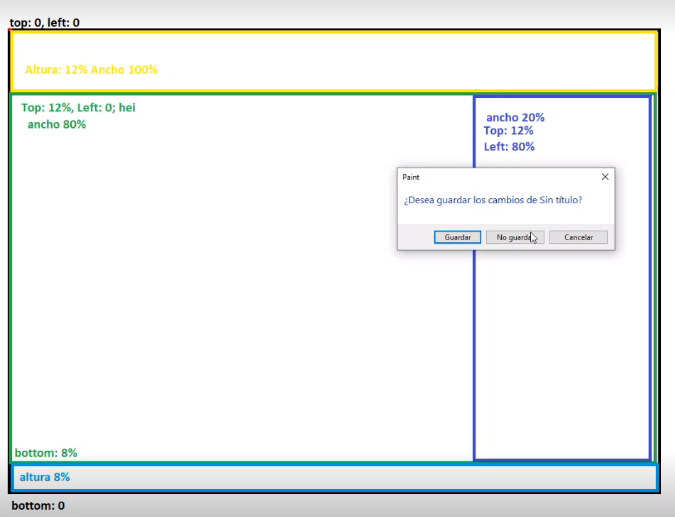 top: 0, left: 0
Altura: 12% Ancho 100%
Top: 12%, Left: 0; hei
ancho 80%
ancho 20%
Top: 12%
Left: 80%
Paint
¿Desea guardar los cambios de Sin título?
Guardar
No guardar
Cancelar
bottom: 8%
altura 8%
bottom: 0